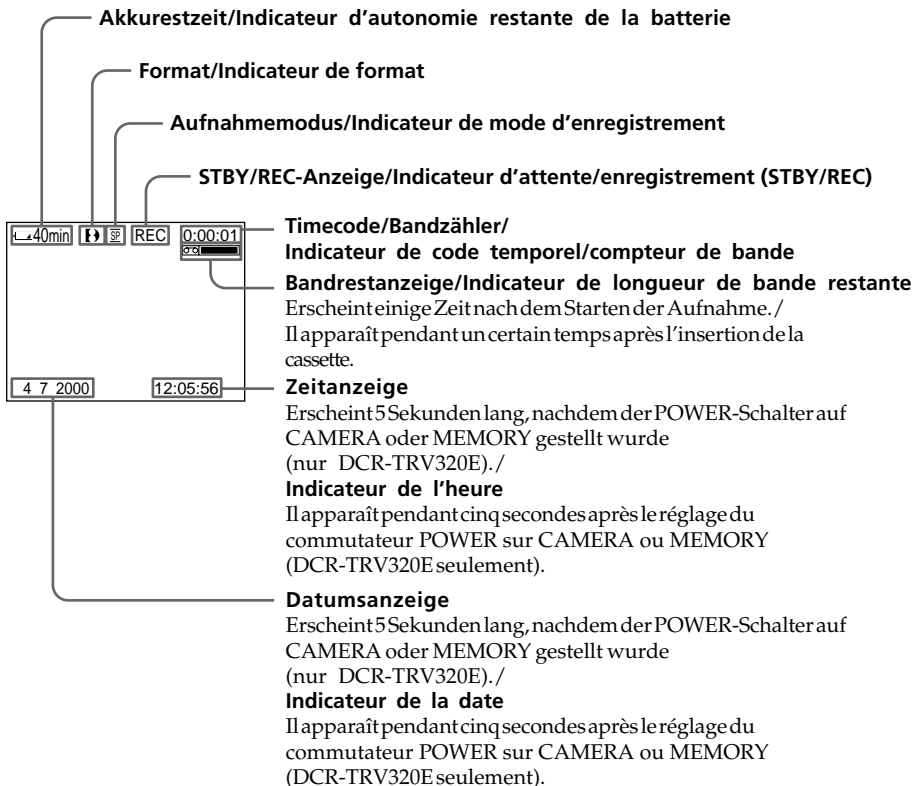 Akkurestzeit/Indicateur d'autonomie restante de la batterie
Format/Indicateur de format
Aufnahmemodus/Indicateur de mode d'enregistrement
STBY/REC-Anzeige/Indicateur d'attente/enregistrement (STBY/REC)
40min SP REC 0:00:01
Timecode/Bandzähler/
Indicateur de code temporel/compteur de bande
Bandrestanzeige/Indicateur de longueur de bande restante
Erscheint einige Zeit nach dem Starten der Aufnahme./
Il apparaît pendant un certain temps après l'insertion de la
cassette.
4 7 2000 12:05:56
Zeitanzeige
Erscheint 5 Sekunden lang, nachdem der POWER-Schalter auf
CAMERA oder MEMORY gestellt wurde
(nur DCR-TRV320E)./
Indicateur de l'heure
Il apparaît pendant cinq secondes après le réglage du
commutateur POWER sur CAMERA ou MEMORY
(DCR-TRV320E seulement).
Datumsanzeige
Erscheint 5 Sekunden lang, nachdem der POWER-Schalter auf
CAMERA oder MEMORY gestellt wurde
(nur DCR-TRV320E)./
Indicateur de la date
Il apparaît pendant cinq secondes après le réglage du
commutateur POWER sur CAMERA ou MEMORY
(DCR-TRV320E seulement).